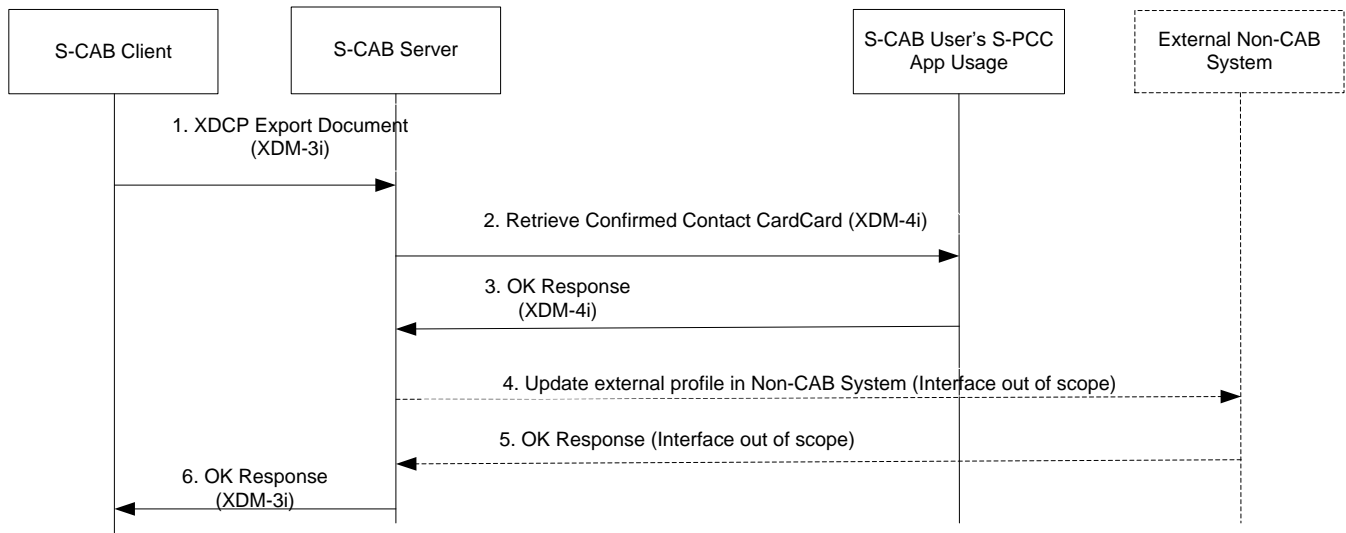 S-CAB Client
S-CAB Server
S-CAB User's S-PCC
App Usage
External Non-CAB
System
1. XDCP Export Document
(XDM-3i)
2. Retrieve Confirmed Contact CardCard (XDM-4i)
3. OK Response
(XDM-4i)
4. Update external profile in Non-CAB System (Interface out of scope)
5. OK Response (Interface out of scope)
6. OK Response
(XDM-3i)